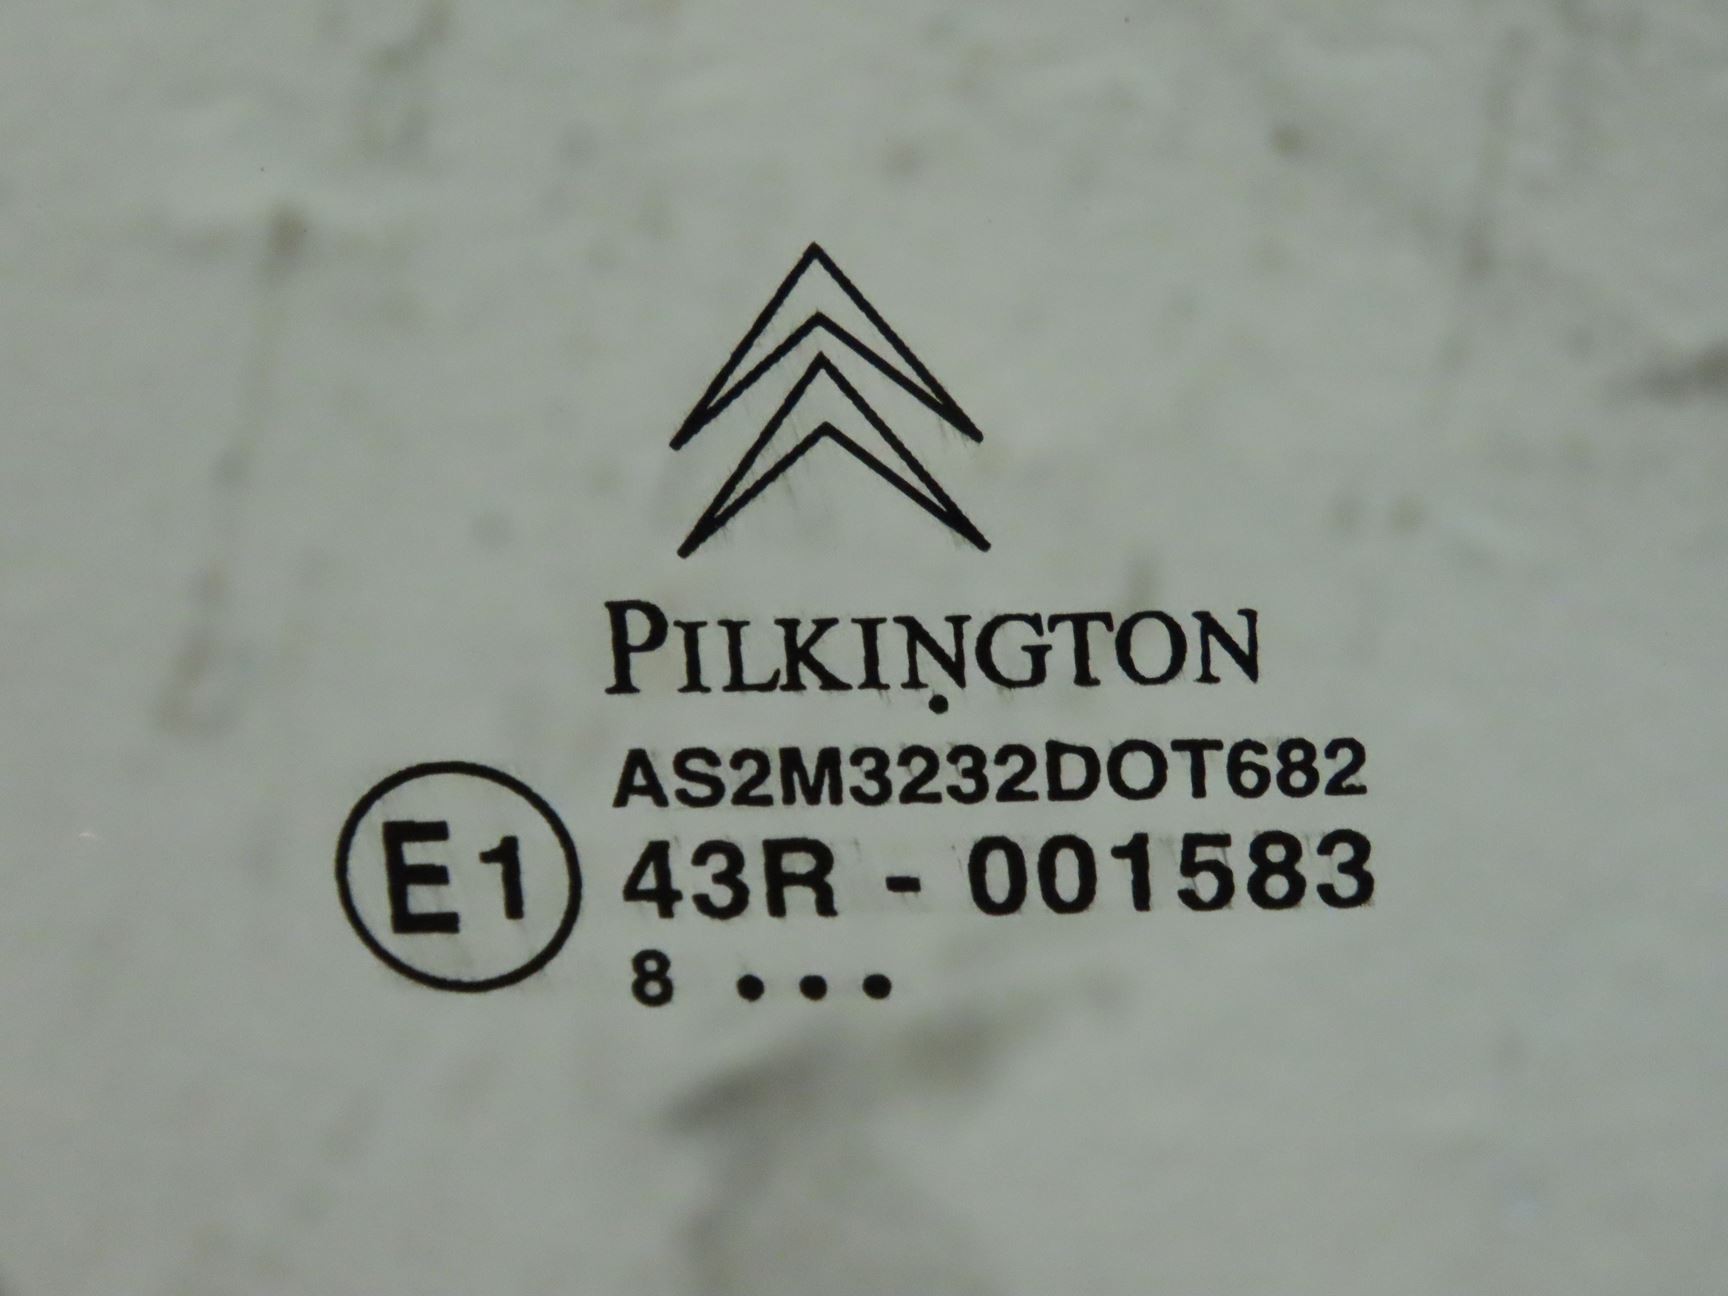 PILKINGTON
AS2M3232DOT682
E1 43R - 001583
8 • • •